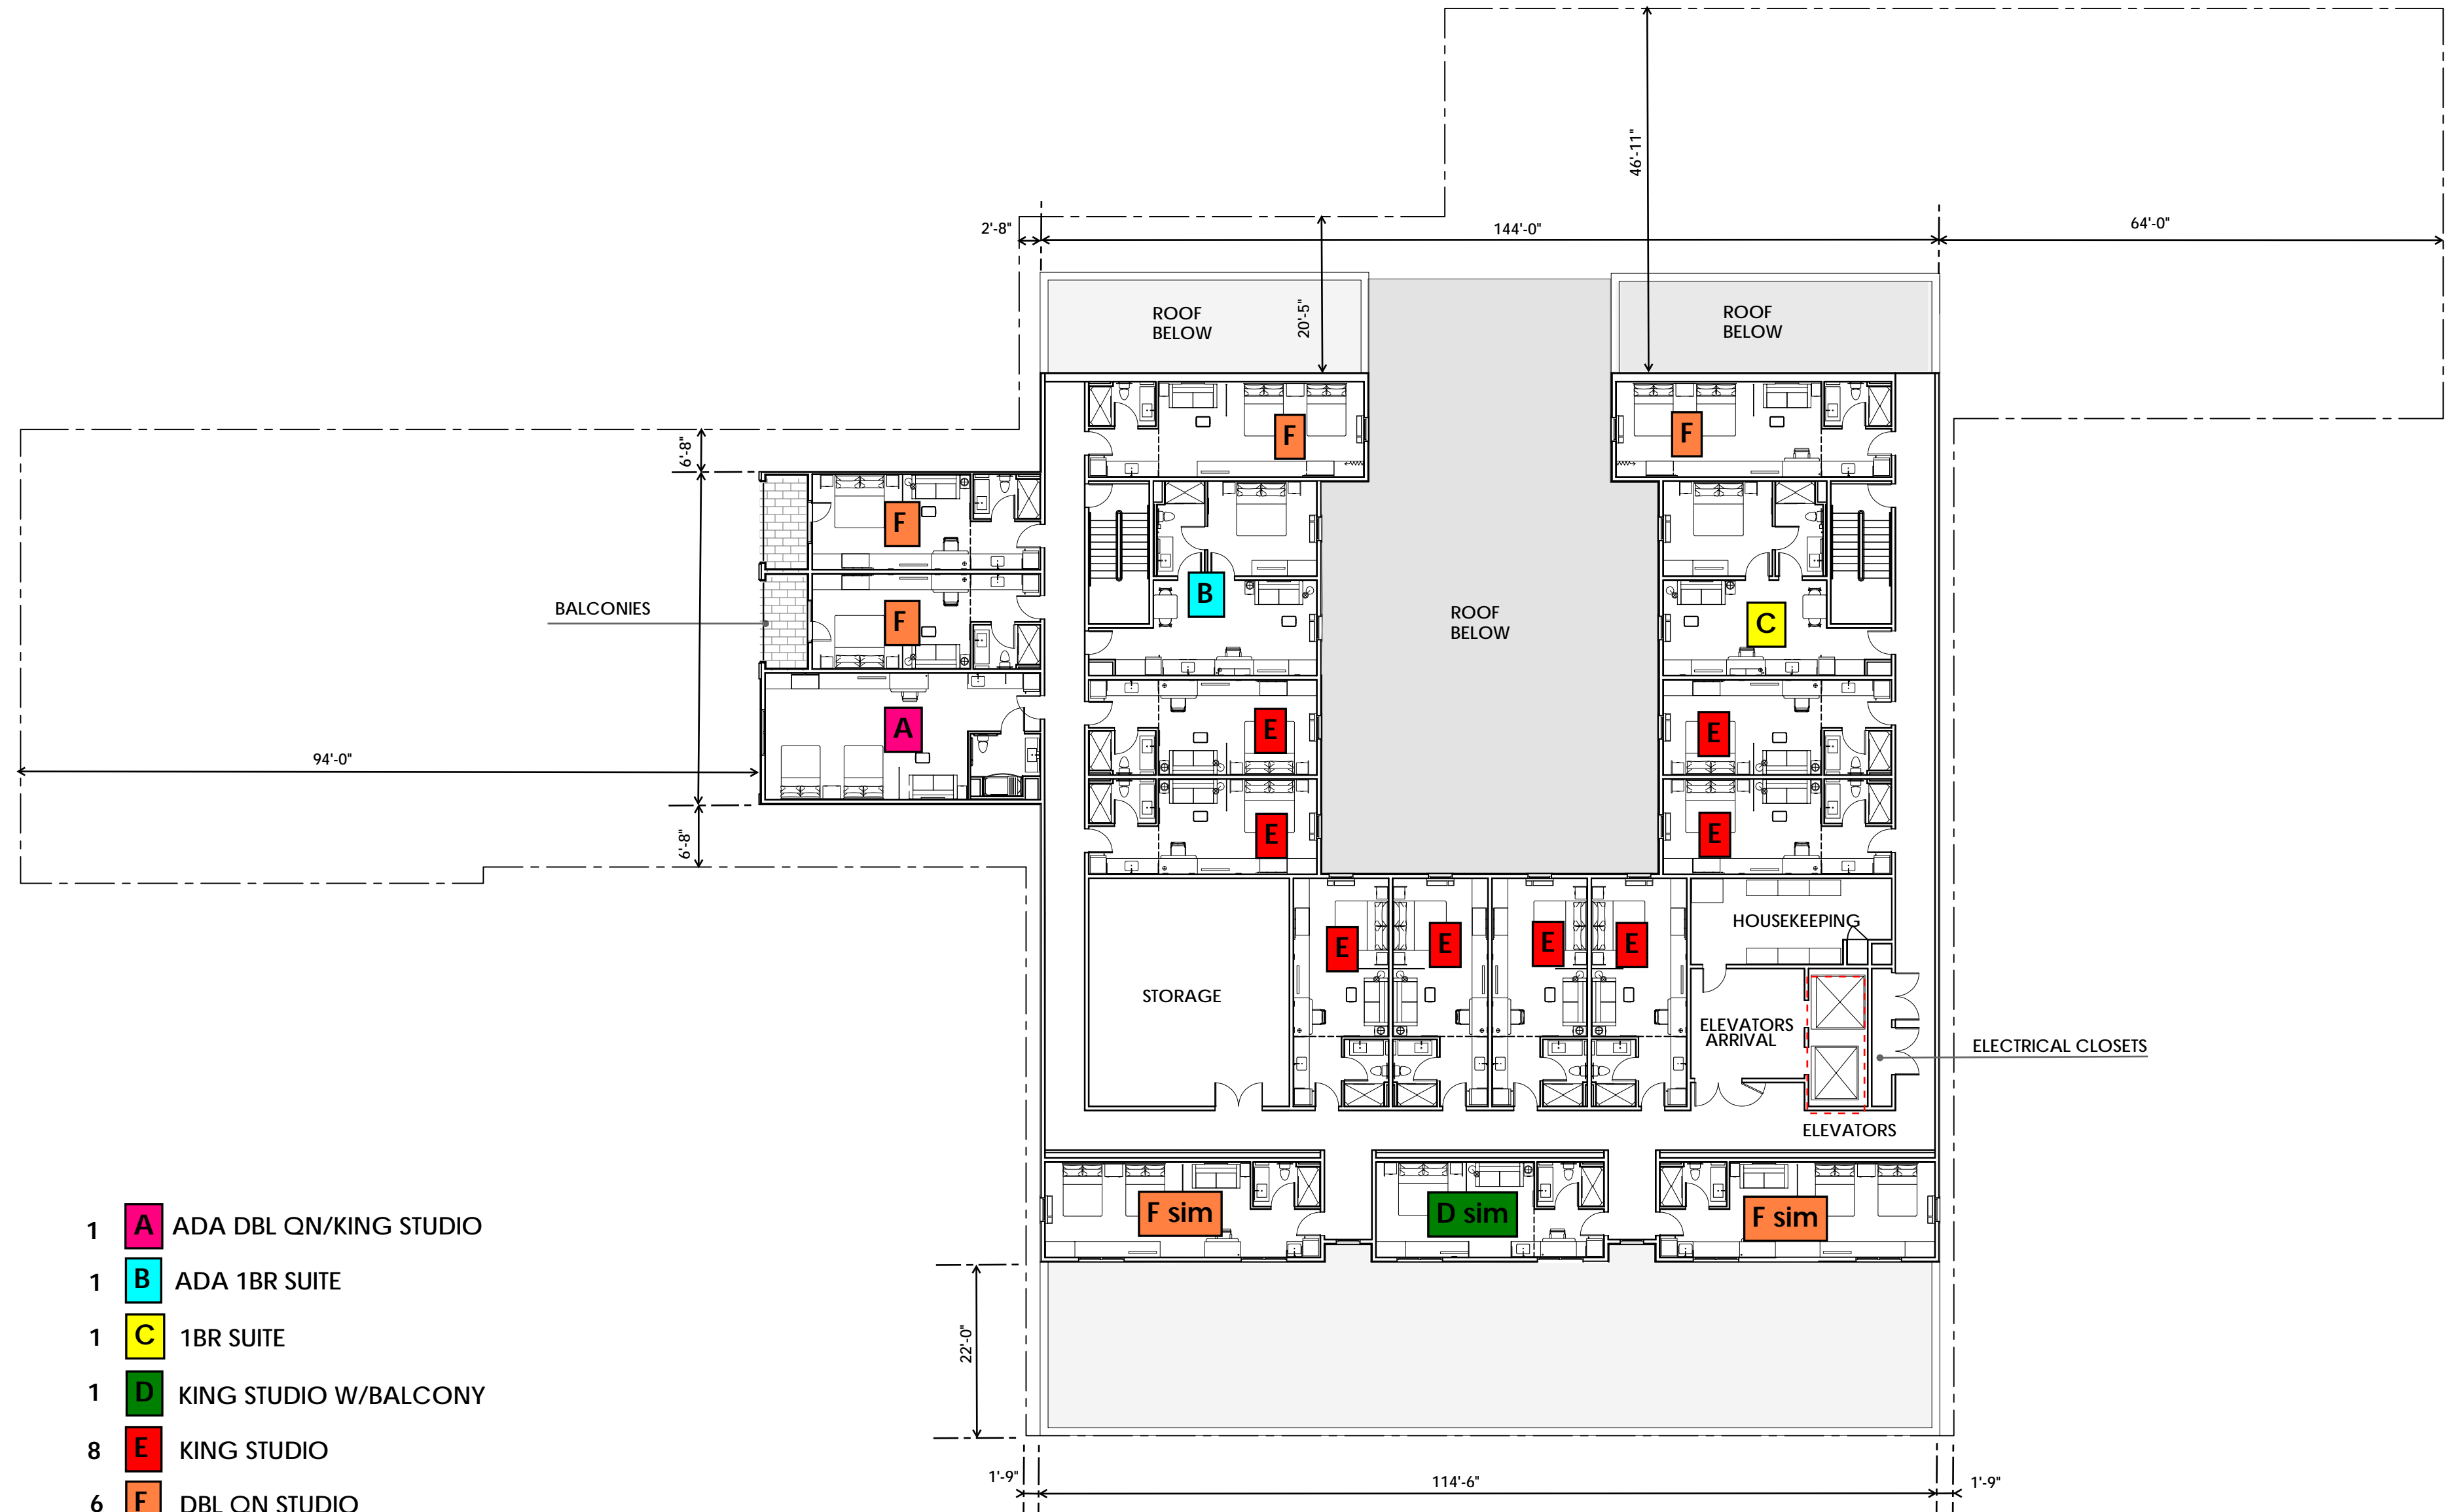 46'-11"
2'-8"
144'-0"
64'-0"
ROOF
BELOW
20'-5"
ROOF
BELOW
F
F
6'-8"
F
B
BALCONIES
F
ROOF
BELOW
C
A
E
E
94'-0"
6'-8"
E
E
HOUSEKEEPING
E
E
E
E
STORAGE
ELEVATORS
ARRIVAL
ELECTRICAL CLOSETS
ELEVATORS
F sim
D sim
F sim
1 A ADA DBL QN/KING STUDIO
1 B ADA 1BR SUITE
1 C 1BR SUITE
22'-0"
1 D KING STUDIO W/BALCONY
8 E KING STUDIO
1'-9"
114'-6"
1'-9"
6 F DBL QN STUDIO